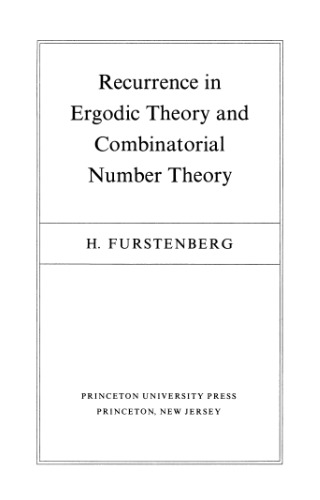 Recurrence in
Ergodic Theory and
Combinatorial
Number Theory
H. FURSTENBERG
PRINCETON UNIVERSITY PRESS
PRINCETON, NEW JERSEY